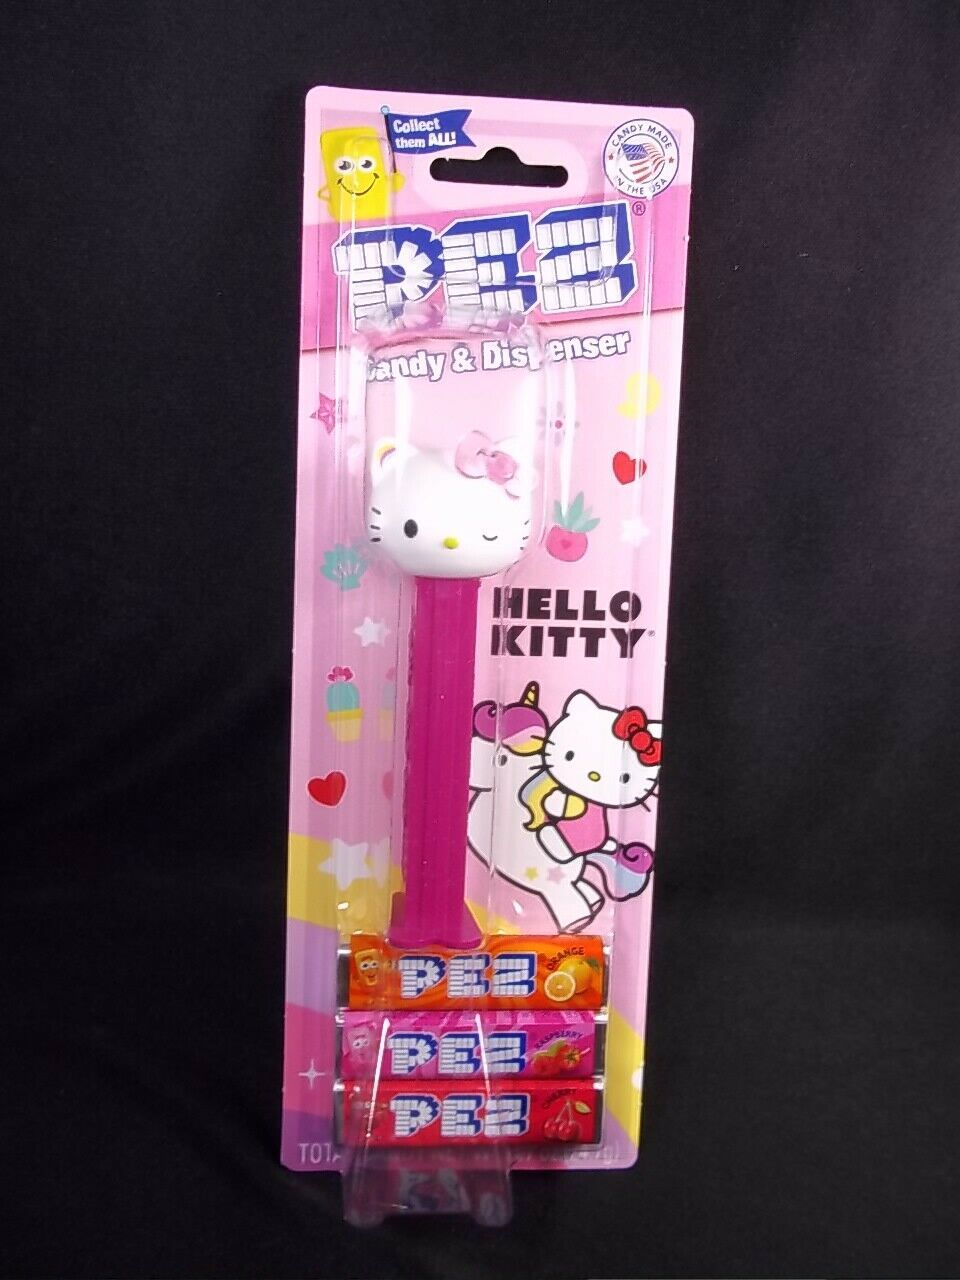 Collect
them ALL!
CANDY MADE
IN THE USA
PEZ®
Candy & Dispenser
HELLO
KITTY®
PEZ ORANGE
PEZ RASPBERRY
PEZ CHERRY